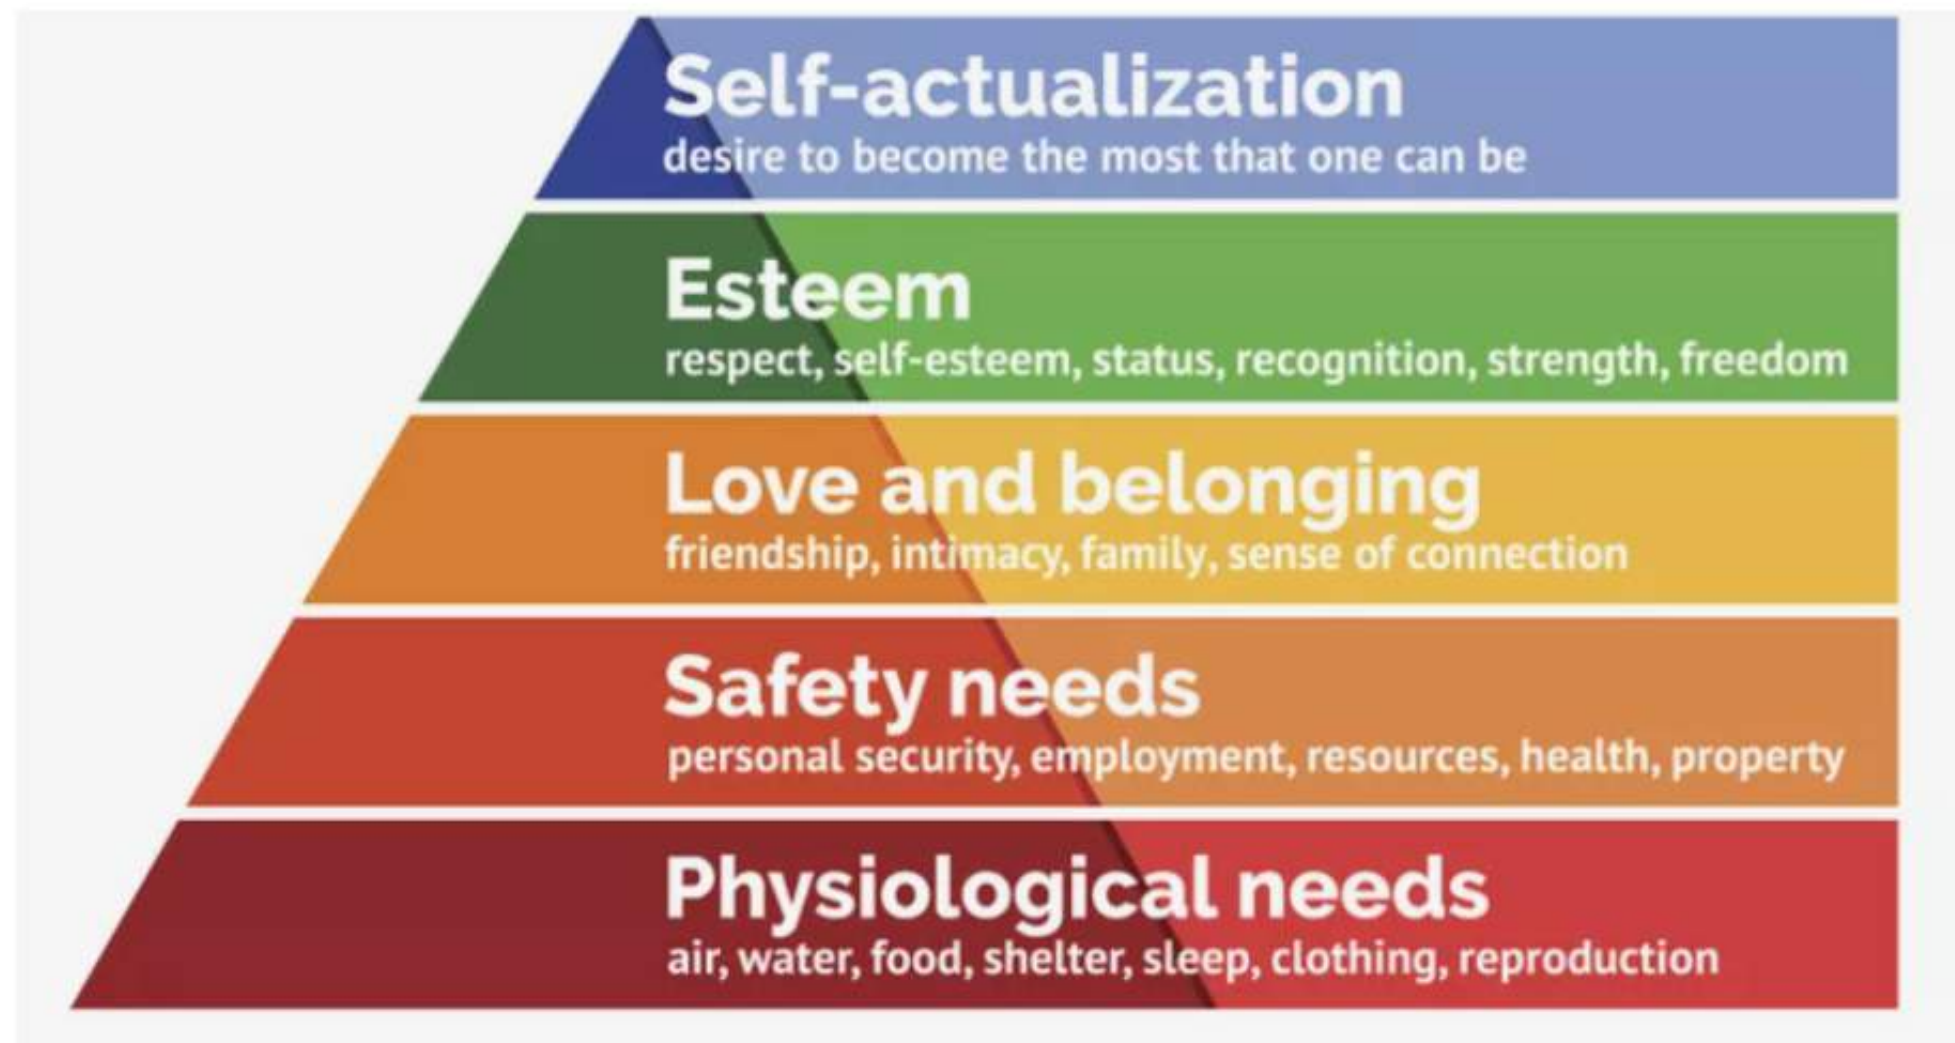 Self-actualization
desire to become the most that one can be
Esteem
respect, self-esteem, status, recognition, strength, freedom
Love and belonging
friendship, intimacy, family, sense of connection
Safety needs
personal security, employment, resources, health, property
Physiological needs
air, water, food, shelter, sleep, clothing, reproduction